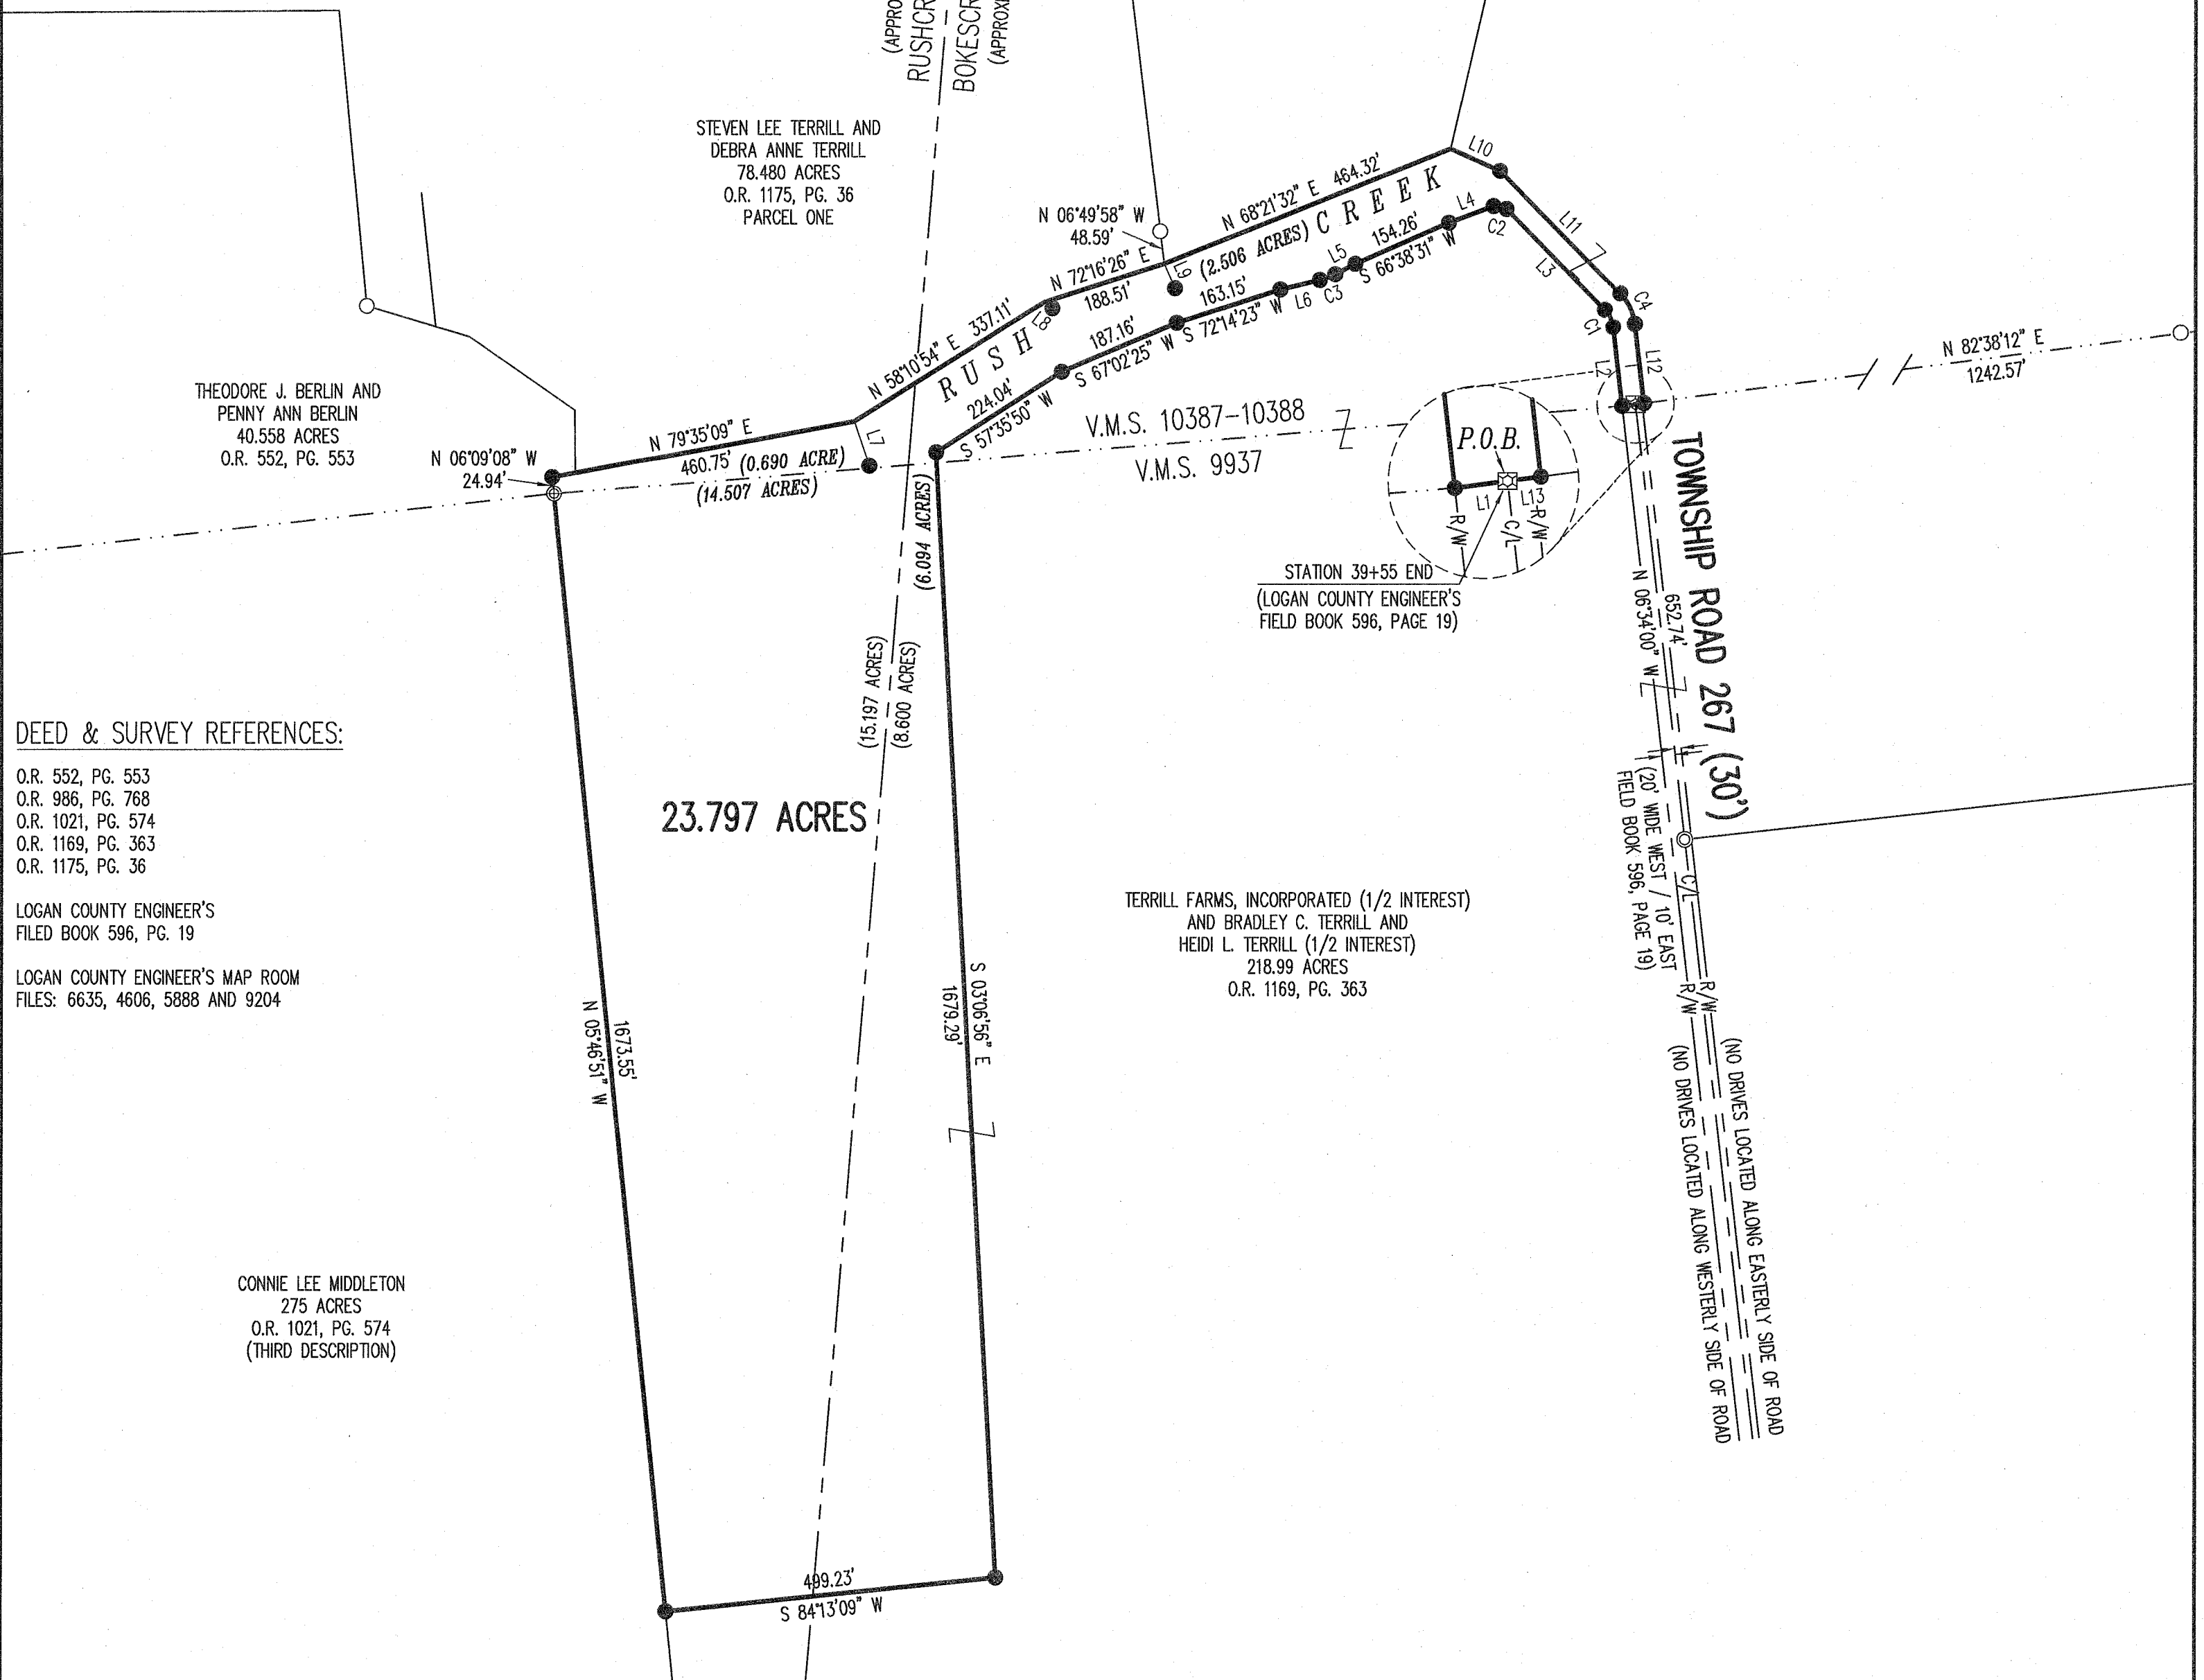 (APPRO
RUSHCR
BOKESCR
(APPROXI
STEVEN LEE TERRILL AND
DEBRA ANNE TERRILL
78.480 ACRES
O.R. 1175, PG. 36
PARCEL ONE
THEODORE J. BERLIN AND
PENNY ANN BERLIN
40.558 ACRES
O.R. 552, PG. 553
N 06°09'08" W
24.94'
N 79°35'09" E
460.75' (0.690 ACRE)
(14.507 ACRES)
L7
N 58°10'54" E 337.11'
RUSH CREEK
L8
N 72°16'26" E
188.51'
N 06°49'58" W
48.59'
L9
N 68°21'32" E 464.32'
(2.506 ACRES)
L10
L11
C4
L12
L4
C2
L3
C1
L2
154.26'
S 66°38'31" W
L5
C3
L6
163.15'
S 72°14'23" W
187.16'
S 67°02'25" W
224.04'
S 57°35'50" W
V.M.S. 10387-10388
V.M.S. 9937
N 82°38'12" E
1242.57'
P.O.B.
L1
L13
R/W
C/L
R/W
STATION 39+55 END
(LOGAN COUNTY ENGINEER'S
FIELD BOOK 596, PAGE 19)
TOWNSHIP ROAD 267 (30')
652.74'
N 06°34'00" W
(20' WIDE WEST / 10' EAST
FIELD BOOK 596, PAGE 19)
C/L
R/W
R/W
(NO DRIVES LOCATED ALONG EASTERLY SIDE OF ROAD
(NO DRIVES LOCATED ALONG WESTERLY SIDE OF ROAD
(6.094 ACRES)
(15.197 ACRES)
(8.600 ACRES)
23.797 ACRES
DEED & SURVEY REFERENCES:
O.R. 552, PG. 553
O.R. 986, PG. 768
O.R. 1021, PG. 574
O.R. 1169, PG. 363
O.R. 1175, PG. 36
LOGAN COUNTY ENGINEER'S
FILED BOOK 596, PG. 19
LOGAN COUNTY ENGINEER'S MAP ROOM
FILES: 6635, 4606, 5888 AND 9204
TERRILL FARMS, INCORPORATED (1/2 INTEREST)
AND BRADLEY C. TERRILL AND
HEIDI L. TERRILL (1/2 INTEREST)
218.99 ACRES
O.R. 1169, PG. 363
S 03°06'56" E
1679.29'
1673.55'
N 05°46'51" W
CONNIE LEE MIDDLETON
275 ACRES
O.R. 1021, PG. 574
(THIRD DESCRIPTION)
499.23'
S 84°13'09" W